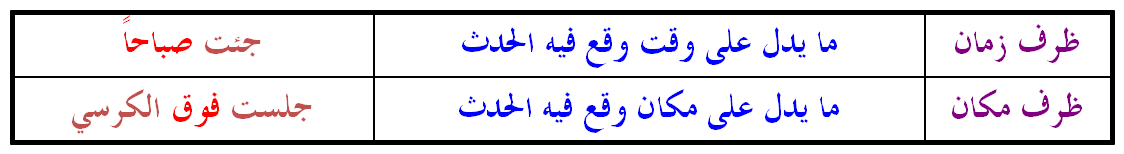 ظرف زمان ما يدل على وقت وقع فيه الحدث جئت صباحاً
ظرف مكان ما يدل على مكان وقع فيه الحدث جلست فوق الكرسي